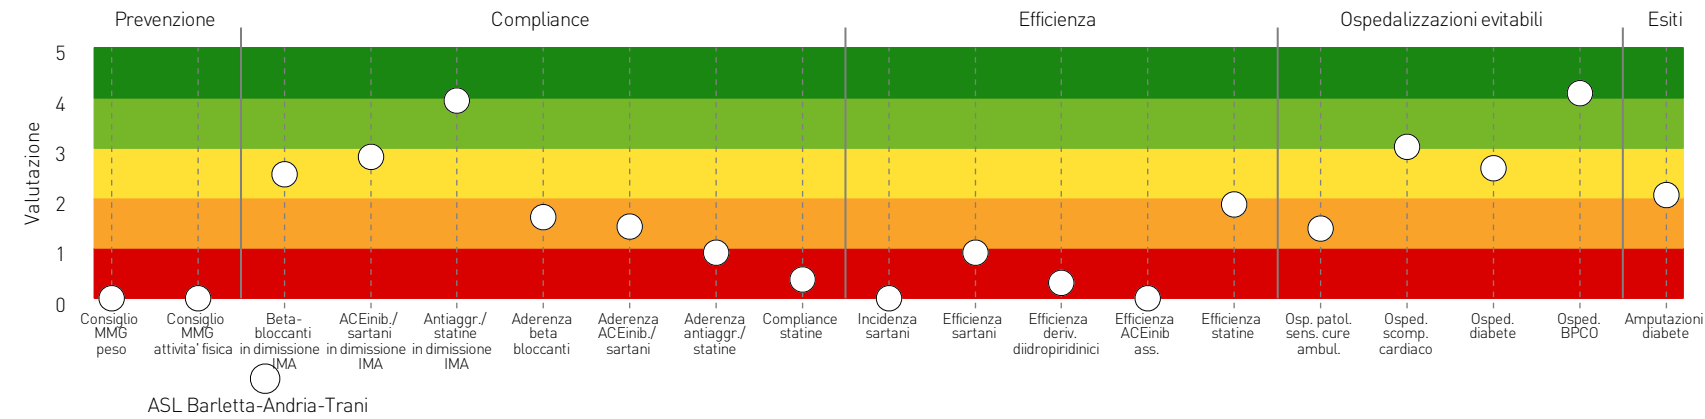 Prevenzione
Compliance
Efficienza
Ospedalizzazioni evitabili
Esiti
Valutazione
5
4
3
2
1
0
Consiglio
MMG
peso
Consiglio
MMG
attivita' fisica
Beta-
bloccanti
in dimissione
IMA
ACEinib./
sartani
in dimissione
IMA
Antiaggr./
statine
in dimissione
IMA
Aderenza
beta
bloccanti
Aderenza
ACEinib./
sartani
Aderenza
antiaggr./
statine
Compliance
statine
Incidenza
sartani
Efficienza
sartani
Efficienza
deriv.
diidropiridinici
Efficienza
ACEinib
ass.
Efficienza
statine
Osp. patol.
sens. cure
ambul.
Osped.
scomp.
cardiaco
Osped.
diabete
Osped.
BPCO
Amputazioni
diabete
ASL Barletta-Andria-Trani